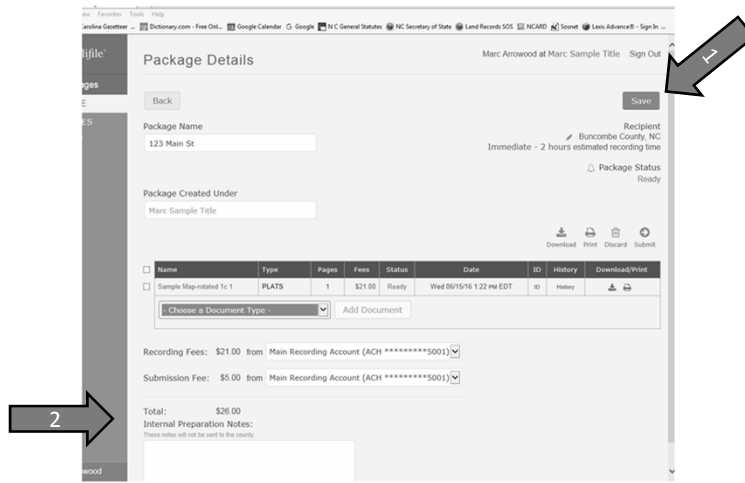 ew Favorites Tools Help
Carolina Gazetteer ... Dictionary.com - Free Onl... Google Calendar G Google N C General Statutes NC Secretary of State Land Records SOS NCARD Sosnet Lexis Advance® - Sign In ...
1
lifile
Package Details
Marc Arrowood at Marc Sample Title Sign Out
ages
E
ES
Back
Save
Package Name
Recipient
123 Main St
Buncombe County, NC
Immediate - 2 hours estimated recording time
Package Status
Ready
Package Created Under
Marc Sample Title
Download Print Discard Submit
Name Type Pages Fees Status Date ID History Download/Print
Sample Map-rotated 1c 1 PLATS 1 $21.00 Ready Wed 06/15/16 1:22 PM EDT ID History
- Choose a Document Type - Add Document
Recording Fees: $21.00 from Main Recording Account (ACH *********5001)
Submission Fee: $5.00 from Main Recording Account (ACH *********5001)
2
Total: $26.00
Internal Preparation Notes:
These notes will not be sent to the county.
wood